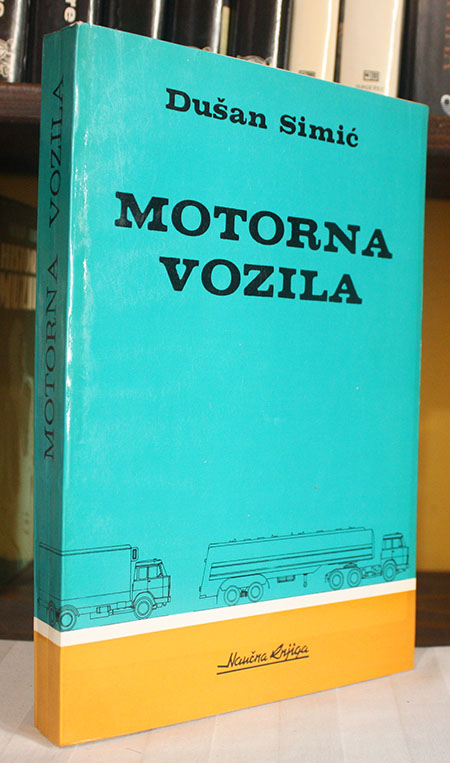 Dušan Simić
MOTORNA
VOZILA
Naučna Knjiga
MOTORNA VOZILA